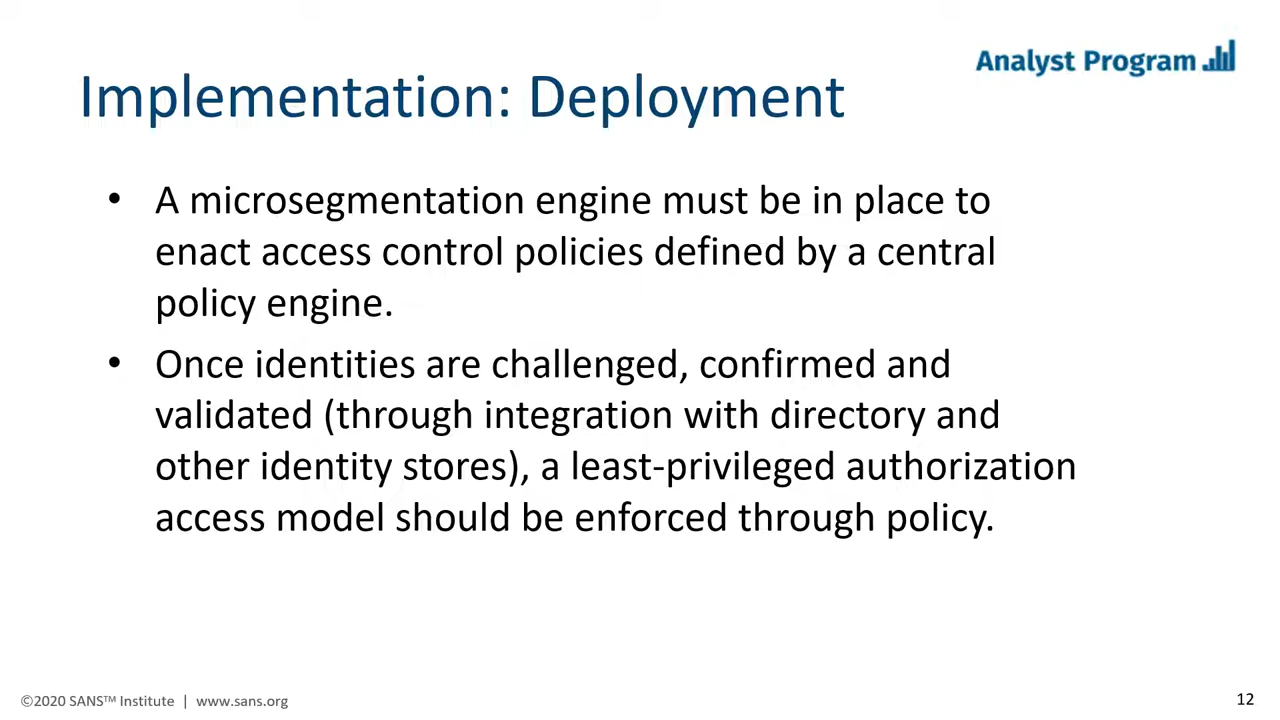 Analyst Program
Implementation: Deployment
• A microsegmentation engine must be in place to
enact access control policies defined by a central
policy engine.
• Once identities are challenged, confirmed and
validated (through integration with directory and
other identity stores), a least-privileged authorization
access model should be enforced through policy.
©2020 SANS™ Institute | www.sans.org
12